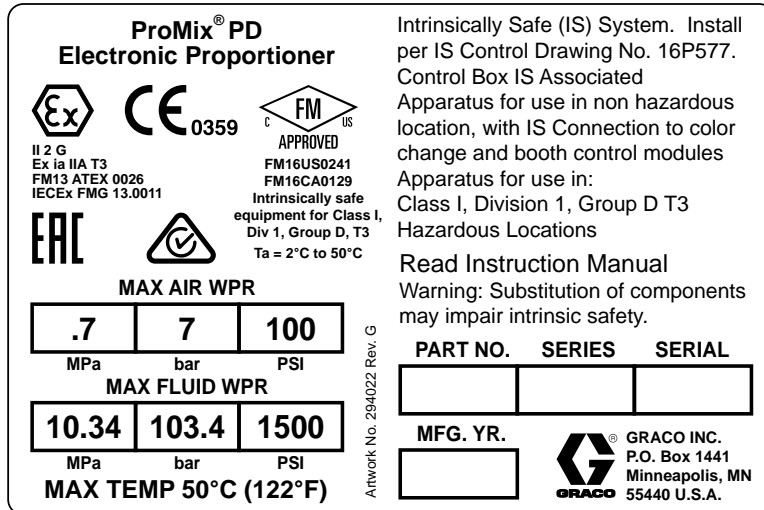 ProMix® PD
Electronic Proportioner
Ex
CE 0359
FM
C US
APPROVED
II 2 G
Ex ia IIA T3
FM13 ATEX 0026
IECEx FMG 13.0011
FM16US0241
FM16CA0129
Intrinsically safe
equipment for Class I,
Div 1, Group D, T3
Ta = 2°C to 50°C
EAC
MAX AIR WPR
.7 7 100
MPa bar PSI
MAX FLUID WPR
10.34 103.4 1500
MPa bar PSI
MAX TEMP 50°C (122°F)
Artwork No. 294022 Rev. G
Intrinsically Safe (IS) System. Install
per IS Control Drawing No. 16P577.
Control Box IS Associated
Apparatus for use in non hazardous
location, with IS Connection to color
change and booth control modules
Apparatus for use in:
Class I, Division 1, Group D T3
Hazardous Locations
Read Instruction Manual
Warning: Substitution of components
may impair intrinsic safety.
PART NO. SERIES SERIAL
MFG. YR.
G®
GRACO
GRACO INC.
P.O. Box 1441
Minneapolis, MN
55440 U.S.A.